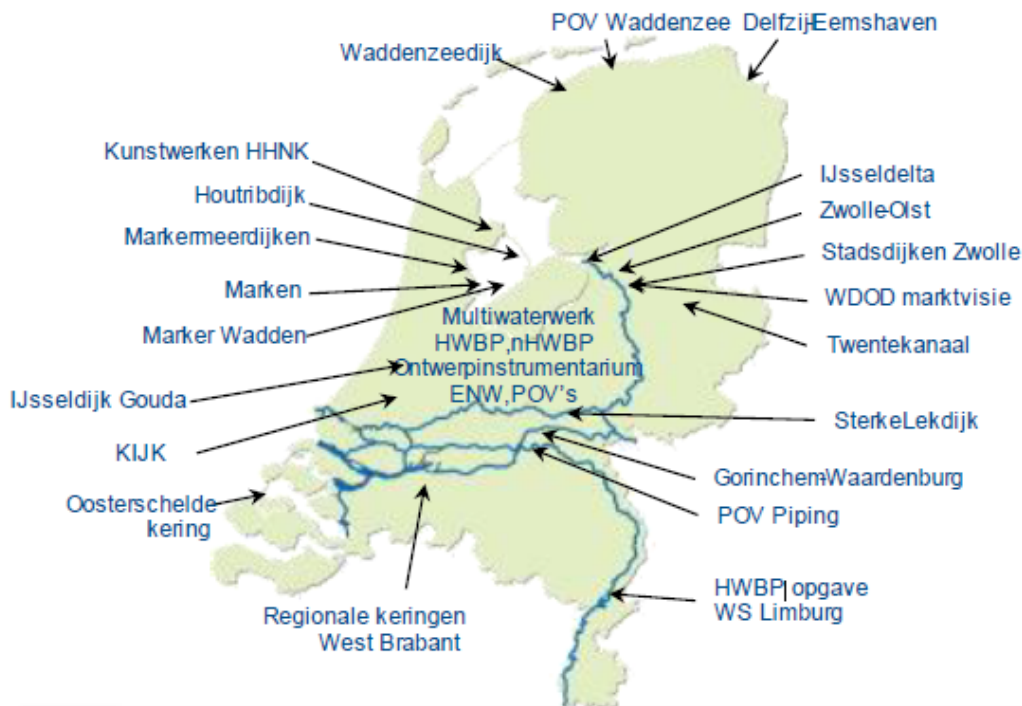 POV Waddenzee
Delfzijl-Eemshaven
Waddenzeedijk
Kunstwerken HHNK
Houtribdijk
Markermeerdijken
Marken
Marker Wadden
IJsseldijk Gouda
KIJK
Oosterschelde
kering
Regionale keringen
West Brabant
Multiwaterwerk
HWBP,nHWBP
Ontwerpinstrumentarium
ENW,POV's
IJsseldelta
Zwolle-Olst
Stadsdijken Zwolle
WDOD marktvisie
Twentekanaal
SterkeLekdijk
Gorinchem-Waardenburg
POV Piping
HWBP opgave
WS Limburg